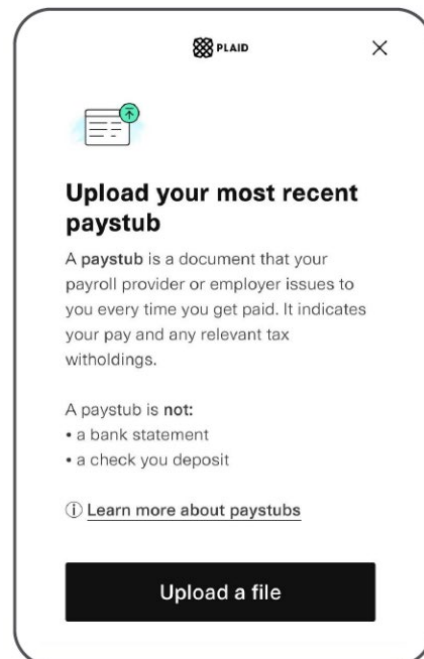 PLAID
Upload your most recent
paystub
A paystub is a document that your
payroll provider or employer issues to
you every time you get paid. It indicates
your pay and any relevant tax
witholdings.
A paystub is not:
• a bank statement
• a check you deposit
Learn more about paystubs
Upload a file